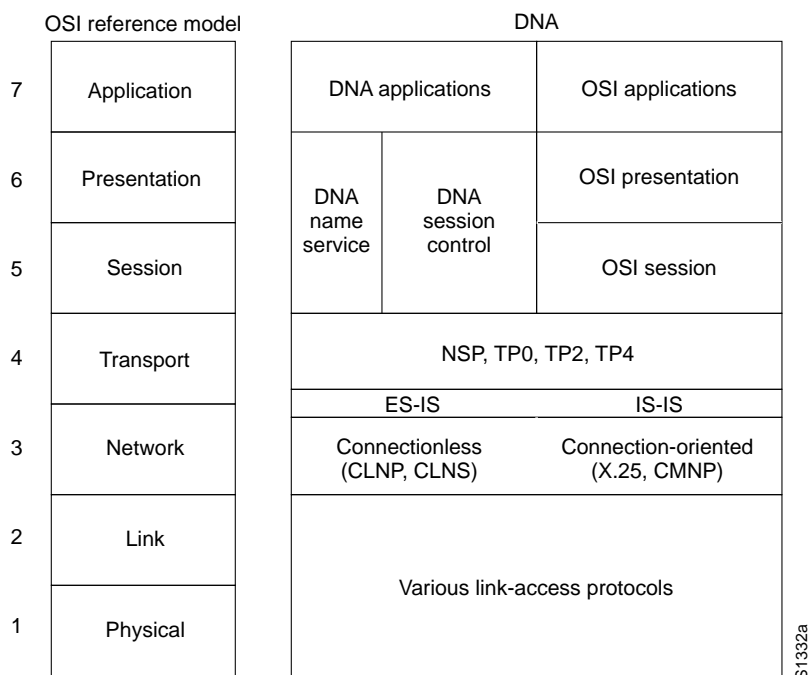 OSI reference model
DNA
7
Application
DNA applications
OSI applications
6
Presentation
DNA
name
service
DNA
session
control
OSI presentation
5
Session
OSI session
4
Transport
NSP, TP0, TP2, TP4
ES-IS
IS-IS
3
Network
Connectionless
(CLNP, CLNS)
Connection-oriented
(X.25, CMNP)
2
Link
Various link-access protocols
1
Physical
S1332a